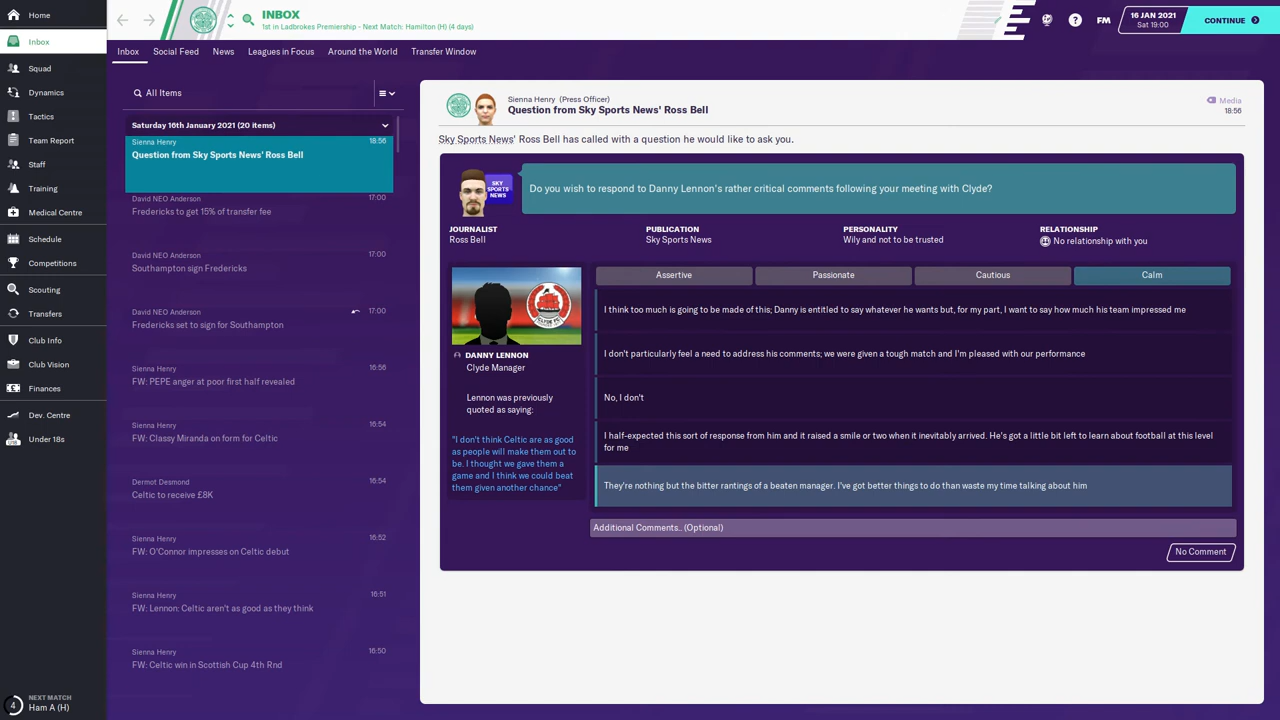 Home
Inbox
Squad
Dynamics
Tactics
Team Report
Staff
Training
Medical Centre
Schedule
Competitions
Scouting
Transfers
Club Info
Club Vision
Finances
Dev. Centre
Under 18s
4
NEXT MATCH
Ham A (H)
INBOX
1st in Ladbrokes Premiership - Next Match: Hamilton (H) (4 days)
?
FM
16 JAN 2021
Sat 19:00
CONTINUE
Inbox
Social Feed
News
Leagues in Focus
Around the World
Transfer Window
All Items
Saturday 16th January 2021 (20 items)
Sienna Henry
18:56
Question from Sky Sports News' Ross Bell
David NEO Anderson
17:00
Fredericks to get 15% of transfer fee
David NEO Anderson
17:00
Southampton sign Fredericks
David NEO Anderson
17:00
Fredericks set to sign for Southampton
Sienna Henry
16:56
FW: PEPE anger at poor first half revealed
Sienna Henry
16:54
FW: Classy Miranda on form for Celtic
Dermot Desmond
16:54
Celtic to receive £8K
Sienna Henry
16:52
FW: O'Connor impresses on Celtic debut
Sienna Henry
16:51
FW: Lennon: Celtic aren't as good as they think
Sienna Henry
16:50
FW: Celtic win in Scottish Cup 4th Rnd
Sienna Henry (Press Officer)
Question from Sky Sports News' Ross Bell
Media
18:56
Sky Sports News' Ross Bell has called with a question he would like to ask you.
SKY
SPORTS
NEWS
Do you wish to respond to Danny Lennon's rather critical comments following your meeting with Clyde?
JOURNALIST
Ross Bell
PUBLICATION
Sky Sports News
PERSONALITY
Wily and not to be trusted
RELATIONSHIP
No relationship with you
DANNY LENNON
Clyde Manager
Lennon was previously
quoted as saying:
"I don't think Celtic are as good
as people will make them out to
be. I thought we gave them a
game and I think we could beat
them given another chance"
Assertive
Passionate
Cautious
Calm
I think too much is going to be made of this; Danny is entitled to say whatever he wants but, for my part, I want to say how much his team impressed me
I don't particularly feel a need to address his comments; we were given a tough match and I'm pleased with our performance
No, I don't
I half-expected this sort of response from him and it raised a smile or two when it inevitably arrived. He's got a little bit left to learn about football at this level
for me
They're nothing but the bitter rantings of a beaten manager. I've got better things to do than waste my time talking about him
Additional Comments.. (Optional)
No Comment